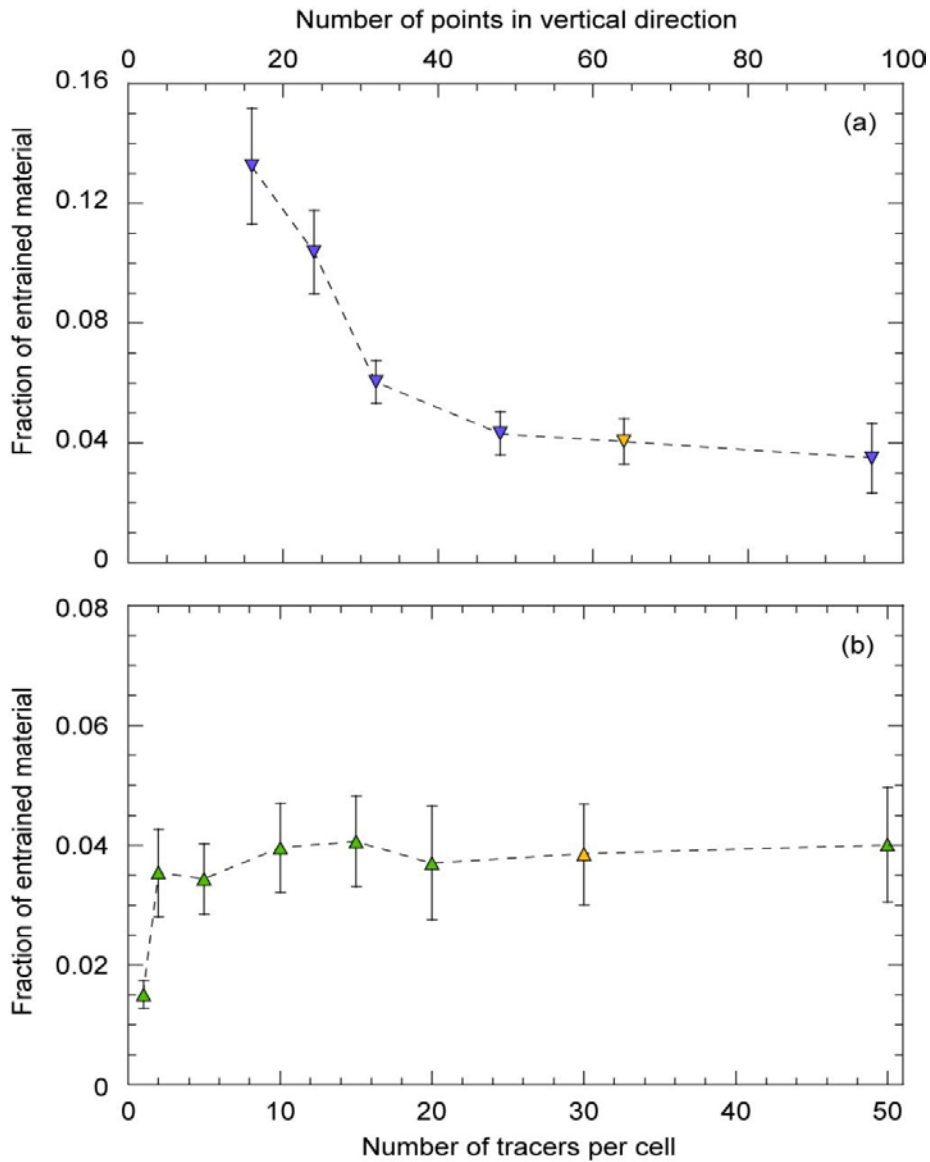 Number of points in vertical direction
0 20 40 60 80 100
0.16
(a)
0.12
0.08
0.04
0
Fraction of entrained material
0.08
(b)
0.06
0.04
0.02
0
Fraction of entrained material
0 10 20 30 40 50
Number of tracers per cell